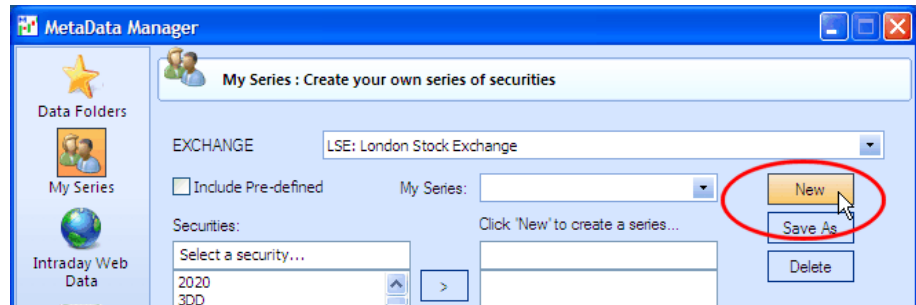 MetaData Manager
My Series : Create your own series of securities
Data Folders
EXCHANGE
LSE: London Stock Exchange
My Series
Include Pre-defined
My Series:
New
Securities:
Click 'New' to create a series...
Save As
Intraday Web
Data
Select a security...
Delete
2020
>
3DD